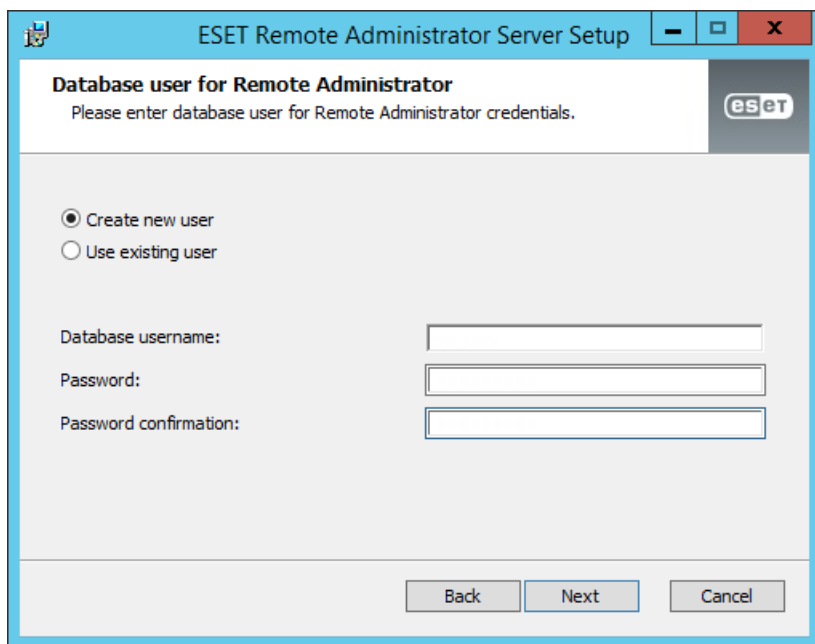 ESET Remote Administrator Server Setup
Database user for Remote Administrator
Please enter database user for Remote Administrator credentials.
eseT
Create new user
Use existing user
Database username:
Password:
Password confirmation:
Back Next Cancel